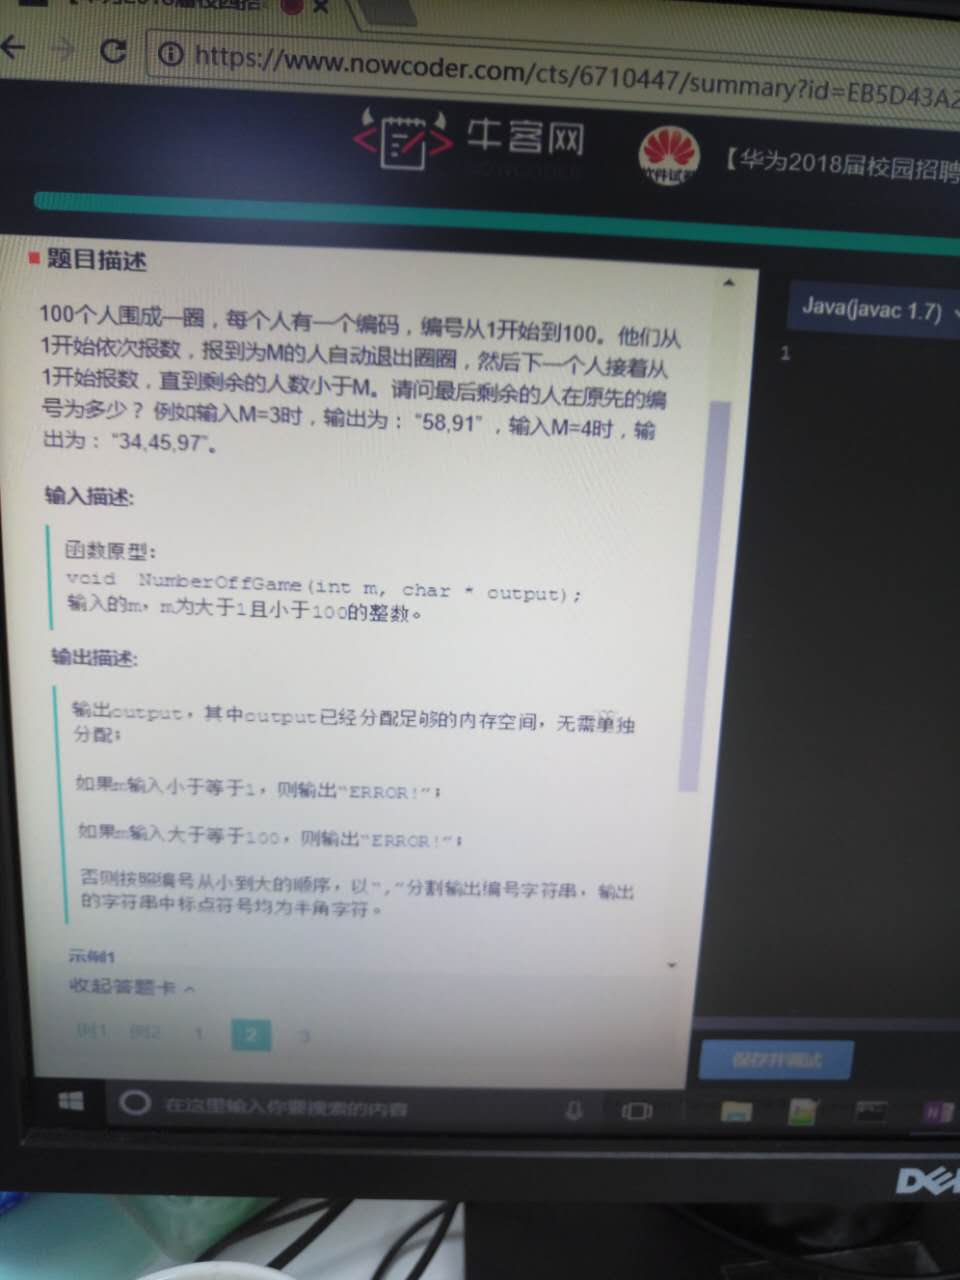 https://www.nowcoder.com/cts/6710447/summary?id=EB5D43A2
牛客网
【华为2018届校园招聘
题目描述
Java(javac 1.7)
1
100个人围成一圈，每个人有一个编码，编号从1开始到100。他们从
1开始依次报数，报到为M的人自动退出圈圈，然后下一个人接着从
1开始报数，直到剩余的人数小于M。请问最后剩余的人在原先的编
号为多少？ 例如输入M=3时，输出为： “58,91” ，输入M=4时，输
出为： “34,45,97”。
输入描述:
函数原型:
void NumberOffGame(int m, char * output);
输入的m，m为大于1且小于100的整数。
输出描述:
输出output，其中output已经分配足够的内存空间，无需单独
分配;
如果m输入小于等于1，则输出“ERROR!”;
如果m输入大于等于100，则输出“ERROR!”;
否则按照编号从小到大的顺序，以“,”分割输出编号字符串，输出
的字符串中标点符号均为半角字符。
示例1
收起答题卡
例1 例2 1 2 3
保存并调试
在这里输入你要搜索的内容
DELL